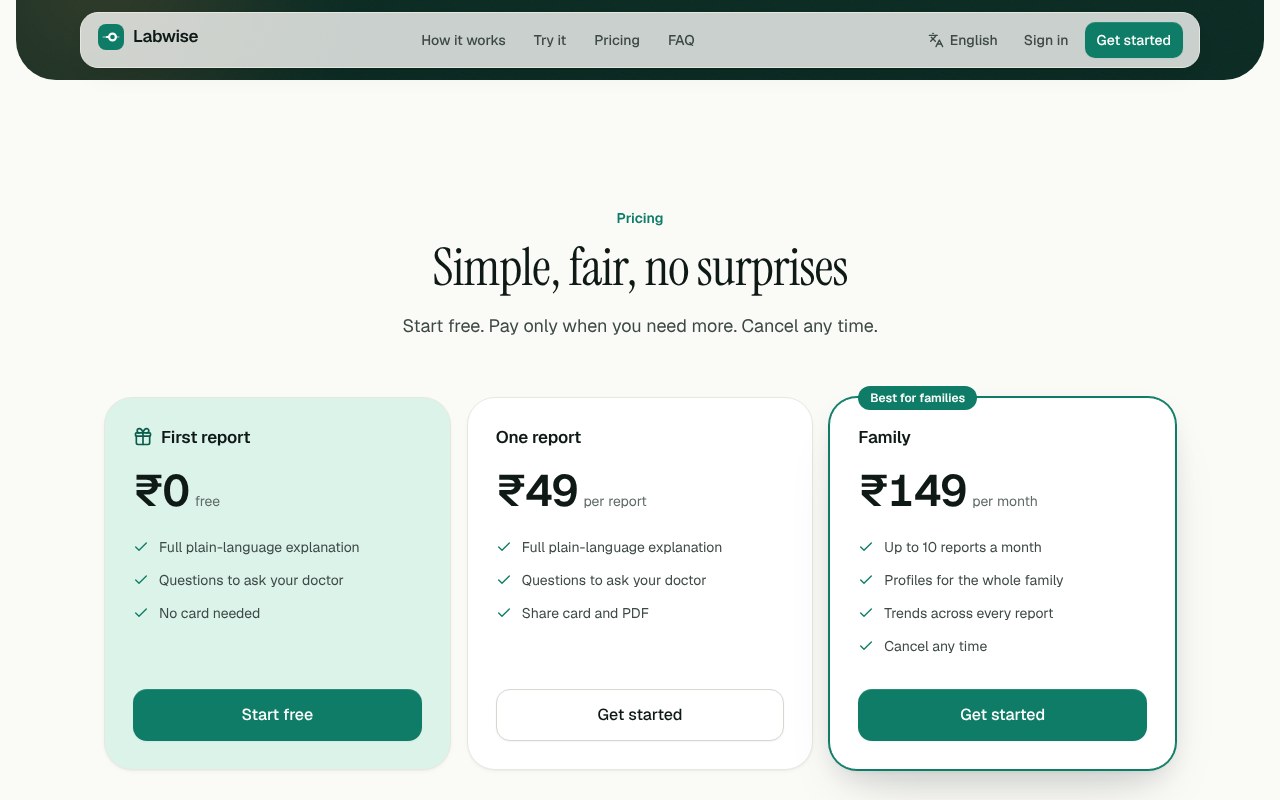 Labwise
How it works
Try it
Pricing
FAQ
English
Sign in
Get started
Pricing
Simple, fair, no surprises
Start free. Pay only when you need more. Cancel any time.
First report
₹0 free
Full plain-language explanation
Questions to ask your doctor
No card needed
Start free
One report
₹49 per report
Full plain-language explanation
Questions to ask your doctor
Share card and PDF
Get started
Best for families
Family
₹149 per month
Up to 10 reports a month
Profiles for the whole family
Trends across every report
Cancel any time
Get started